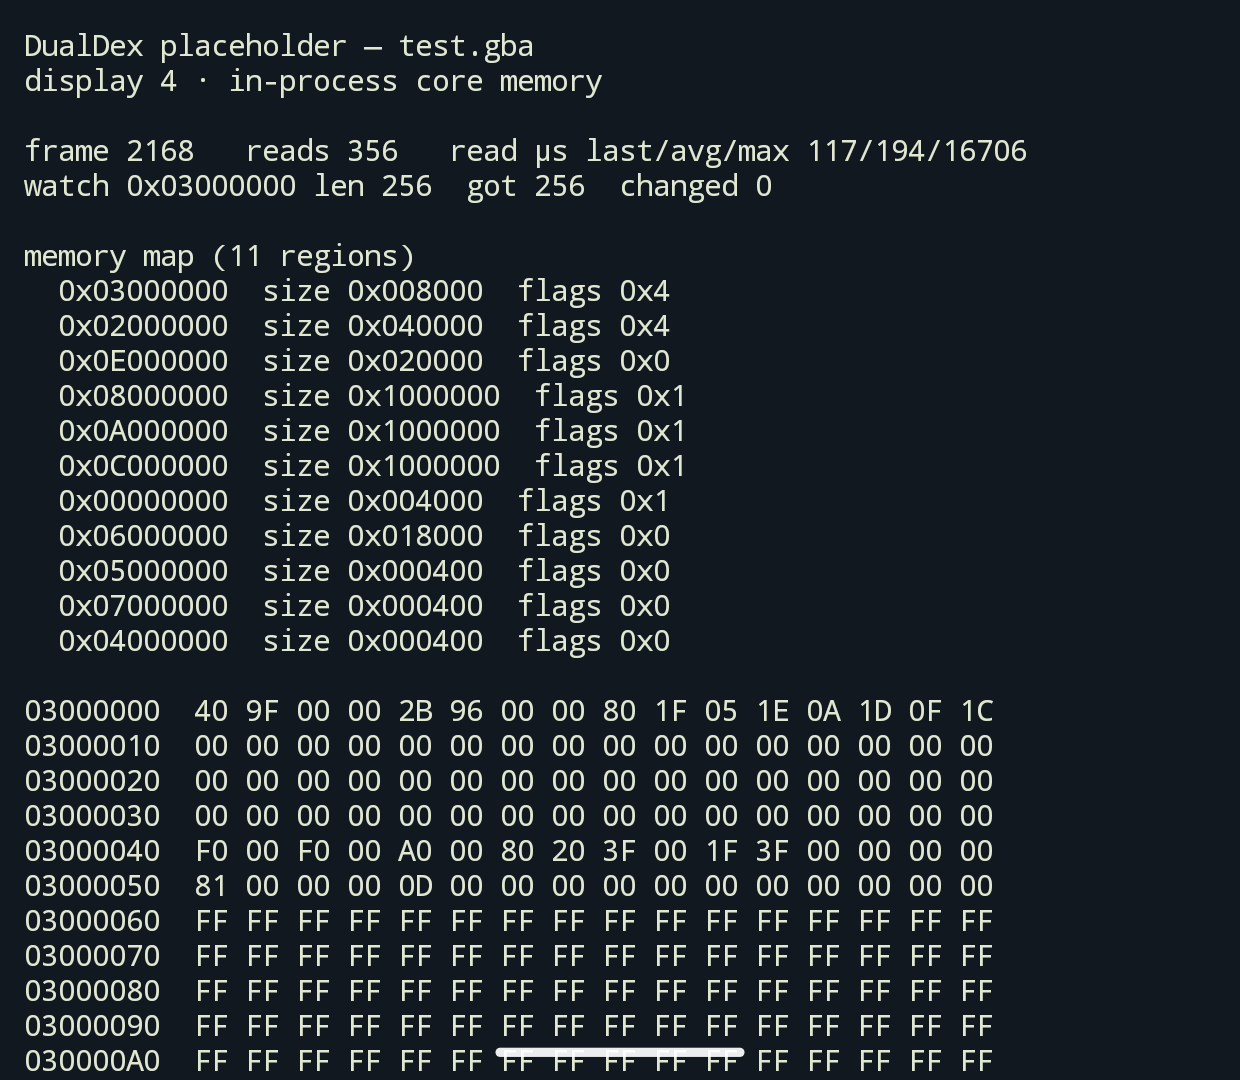 DualDex placeholder — test.gba
display 4 · in-process core memory
frame 2168   reads 356   read µs last/avg/max 117/194/16706
watch 0x03000000 len 256  got 256  changed 0
memory map (11 regions)
  0x03000000  size 0x008000  flags 0x4
  0x02000000  size 0x040000  flags 0x4
  0x0E000000  size 0x020000  flags 0x0
  0x08000000  size 0x1000000  flags 0x1
  0x0A000000  size 0x1000000  flags 0x1
  0x0C000000  size 0x1000000  flags 0x1
  0x00000000  size 0x004000  flags 0x1
  0x06000000  size 0x018000  flags 0x0
  0x05000000  size 0x000400  flags 0x0
  0x07000000  size 0x000400  flags 0x0
  0x04000000  size 0x000400  flags 0x0
03000000  40 9F 00 00 2B 96 00 00 80 1F 05 1E 0A 1D 0F 1C
03000010  00 00 00 00 00 00 00 00 00 00 00 00 00 00 00 00
03000020  00 00 00 00 00 00 00 00 00 00 00 00 00 00 00 00
03000030  00 00 00 00 00 00 00 00 00 00 00 00 00 00 00 00
03000040  F0 00 F0 00 A0 00 80 20 3F 00 1F 3F 00 00 00 00
03000050  81 00 00 00 0D 00 00 00 00 00 00 00 00 00 00 00
03000060  FF FF FF FF FF FF FF FF FF FF FF FF FF FF FF FF
03000070  FF FF FF FF FF FF FF FF FF FF FF FF FF FF FF FF
03000080  FF FF FF FF FF FF FF FF FF FF FF FF FF FF FF FF
03000090  FF FF FF FF FF FF FF FF FF FF FF FF FF FF FF FF
030000A0  FF FF FF FF FF FF FF FF FF FF FF FF FF FF FF FF